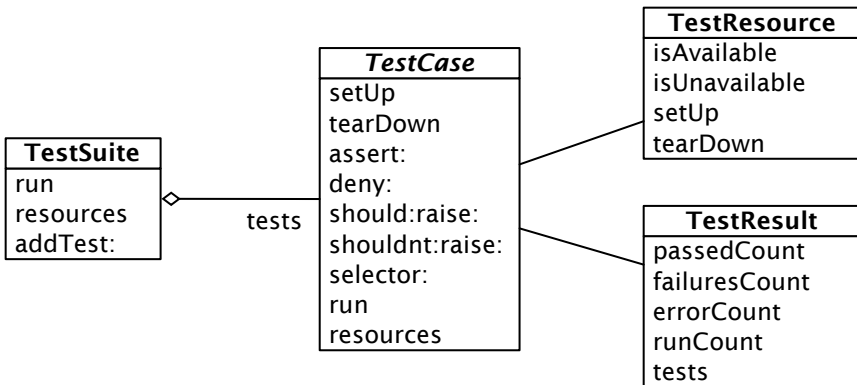 TestSuite
run
resources
addTest:
tests
TestCase
setUp
tearDown
assert:
deny:
should:raise:
shouldnt:raise:
selector:
run
resources
TestResource
isAvailable
isUnavailable
setUp
tearDown
TestResult
passedCount
failuresCount
errorCount
runCount
tests